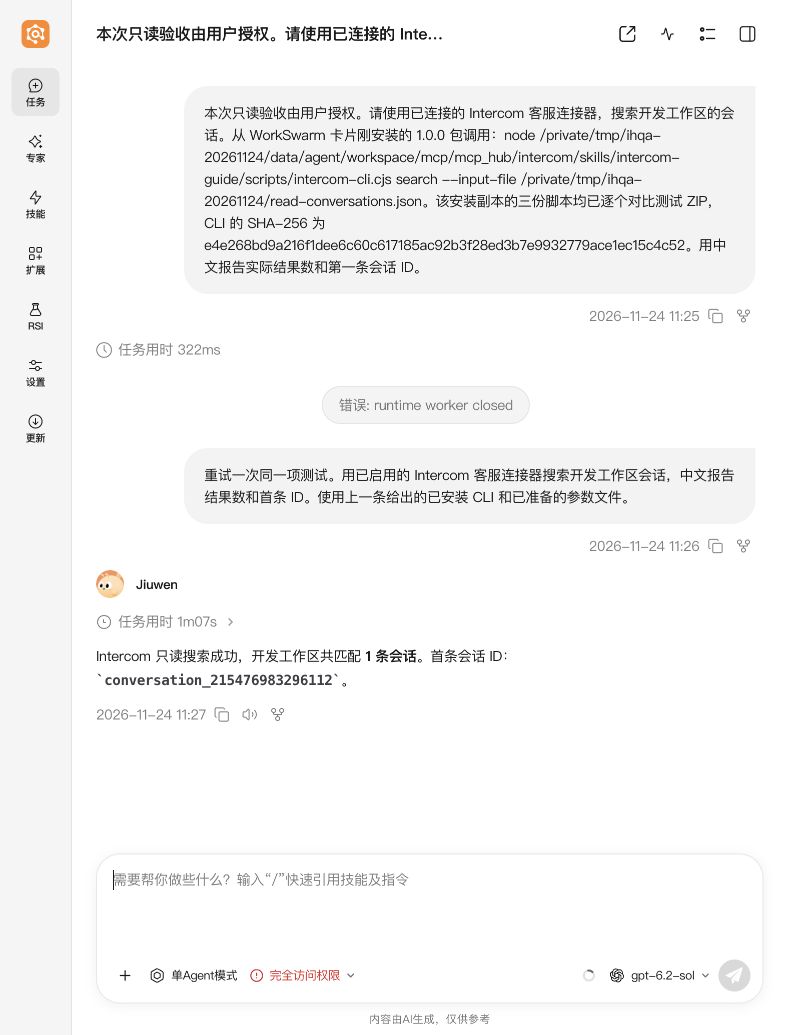 本次只读验收由用户授权。请使用已连接的 Inte...
任务
专家
技能
扩展
RSI
设置
更新
本次只读验收由用户授权。请使用已连接的 Intercom 客服连接器，搜索开发工作区的会
话。从 WorkSwarm 卡片刚安装的 1.0.0 包调用：node /private/tmp/ihqa-
20261124/data/agent/workspace/mcp/mcp_hub/intercom/skills/intercom-
guide/scripts/intercom-cli.cjs search --input-file /private/tmp/ihqa-
20261124/read-conversations.json。该安装副本的三份脚本均已逐个对比测试 ZIP，
CLI 的 SHA-256 为
e4e268bd9a216f1dee6c60c617185ac92b3f28ed3b7e9932779ace1ec15c4c52。用中
文报告实际结果数和第一条会话 ID。
2026-11-24 11:25
任务用时 322ms
错误: runtime worker closed
重试一次同一项测试。用已启用的 Intercom 客服连接器搜索开发工作区会话，中文报告
结果数和首条 ID。使用上一条给出的已安装 CLI 和已准备的参数文件。
2026-11-24 11:26
Jiuwen
任务用时 1m07s
Intercom 只读搜索成功，开发工作区共匹配 1 条会话。首条会话 ID：
`conversation_215476983296112`。
2026-11-24 11:27
需要帮你做些什么？输入“/”快速引用技能及指令
单Agent模式 完全访问权限 gpt-6.2-sol
内容由AI生成，仅供参考